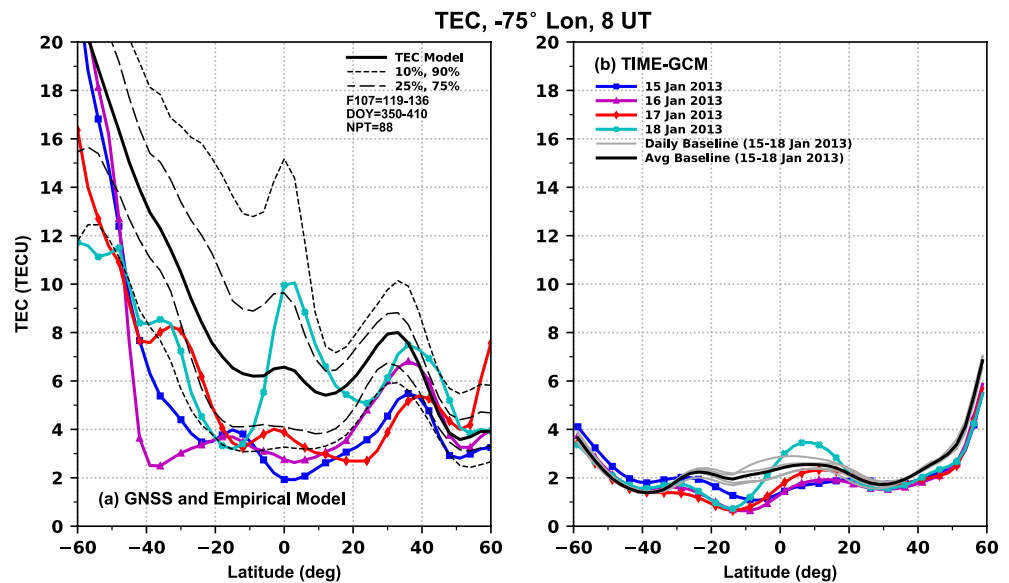 TEC, -75° Lon, 8 UT
TEC (TECU)
20
18
16
14
12
10
8
6
4
2
0
TEC Model
10%, 90%
25%, 75%
F107=119-136
DOY=350-410
NPT=88
(a) GNSS and Empirical Model
−60 −40 −20 0 20 40 60
Latitude (deg)
20
18
16
14
12
10
8
6
4
2
0
(b) TIME-GCM
15 Jan 2013
16 Jan 2013
17 Jan 2013
18 Jan 2013
Daily Baseline (15-18 Jan 2013)
Avg Baseline (15-18 Jan 2013)
−60 −40 −20 0 20 40 60
Latitude (deg)